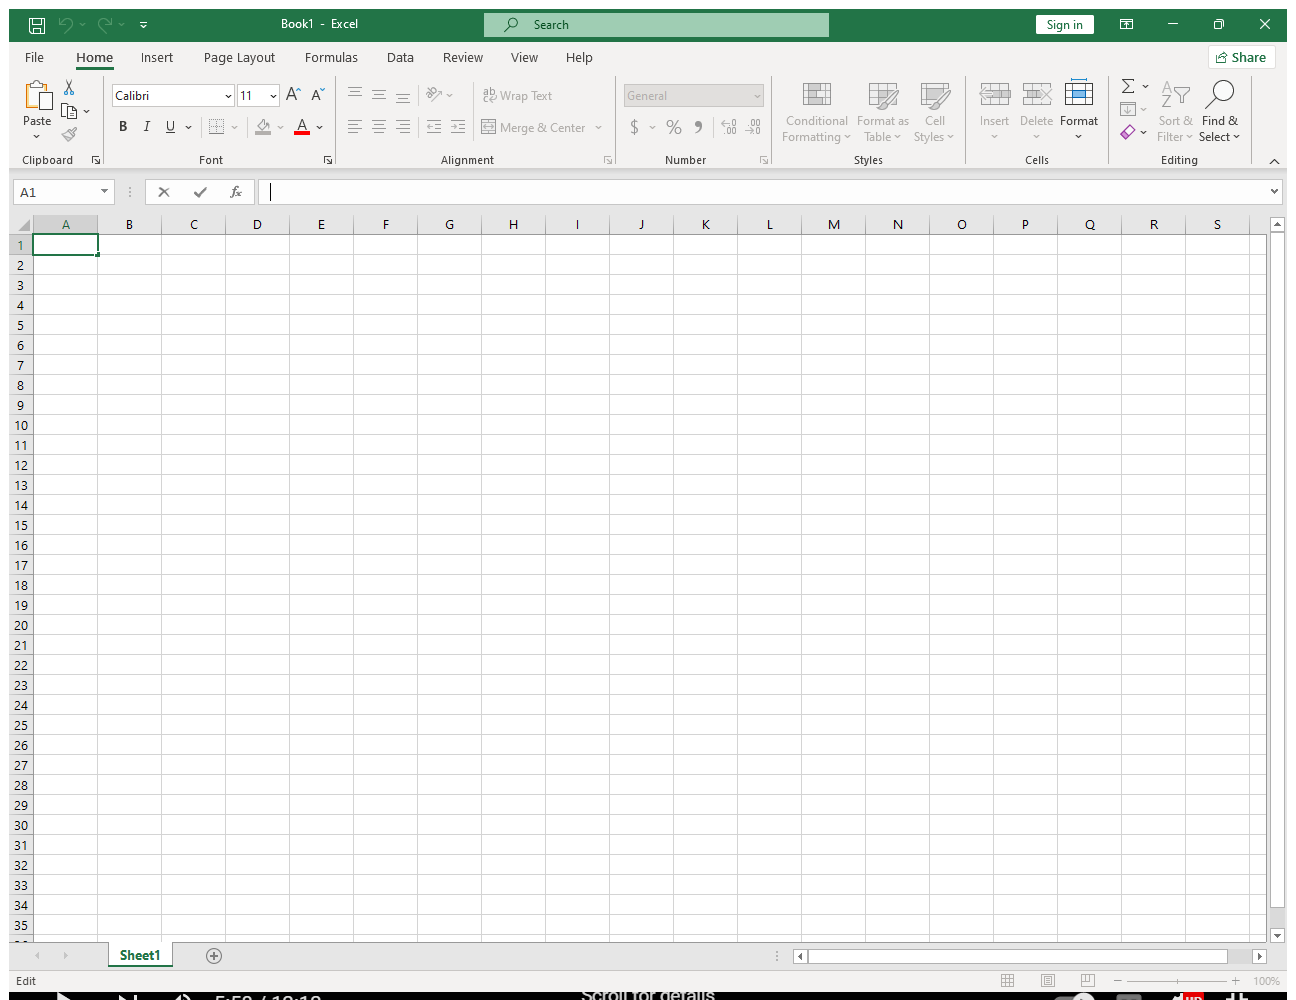 Book1 - Excel
Search
Sign in
File Home Insert Page Layout Formulas Data Review View Help
Share
Paste
Calibri 11
B I U A
ab Wrap Text
Merge & Center
General
$ % 9
Conditional Formatting
Format as Table
Cell Styles
Insert Delete Format
Sort & Filter
Find & Select
Clipboard Font Alignment Number Styles Cells Editing
A1
fx
A B C D E F G H I J K L M N O P Q R S
1
2
3
4
5
6
7
8
9
10
11
12
13
14
15
16
17
18
19
20
21
22
23
24
25
26
27
28
29
30
31
32
33
34
35
Sheet1
Edit
100%
Scroll for details